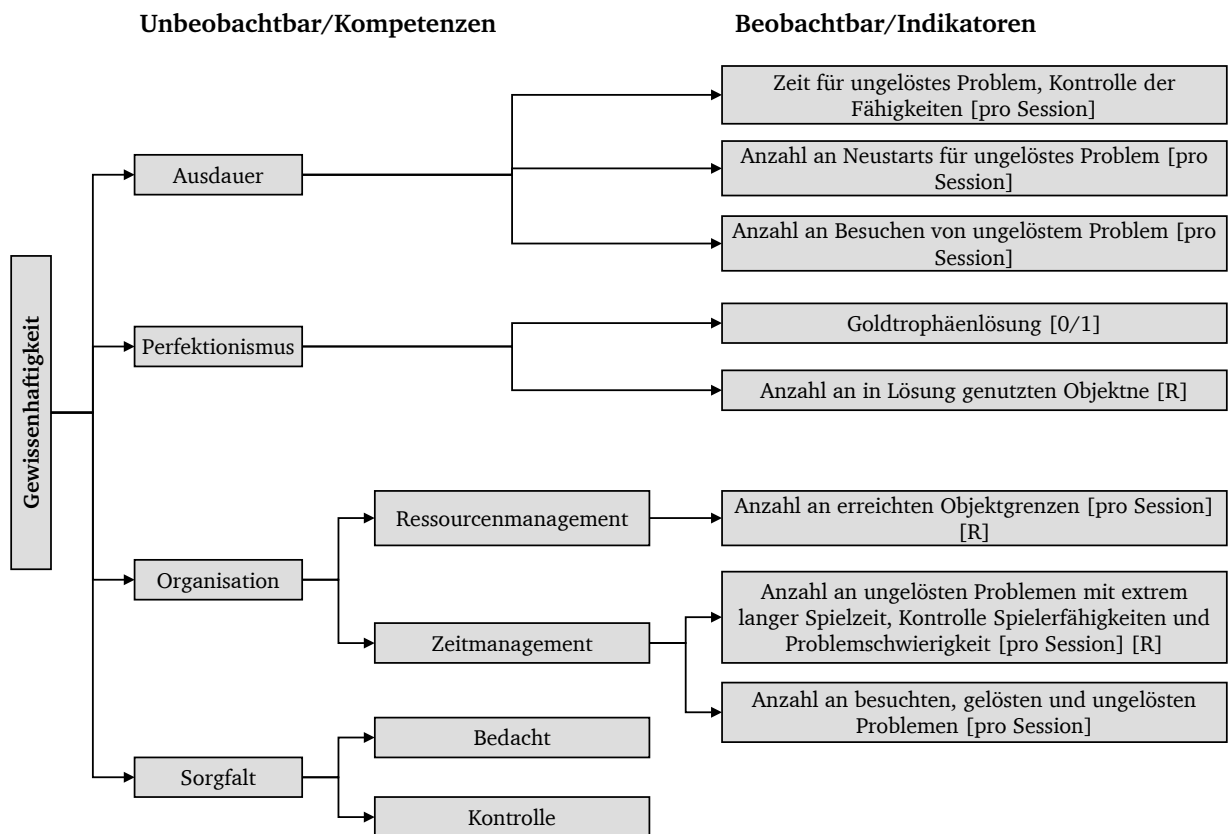 Unbeobachtbar/Kompetenzen
Beobachtbar/Indikatoren
Gewissenhaftigkeit
Ausdauer
Zeit für ungelöstes Problem, Kontrolle der
Fähigkeiten [pro Session]
Anzahl an Neustarts für ungelöstes Problem [pro
Session]
Anzahl an Besuchen von ungelöstem Problem [pro
Session]
Perfektionismus
Goldtrophäenlösung [0/1]
Anzahl an in Lösung genutzten Objektne [R]
Organisation
Ressourcenmanagement
Anzahl an erreichten Objektgrenzen [pro Session]
[R]
Zeitmanagement
Anzahl an ungelösten Problemen mit extrem
langer Spielzeit, Kontrolle Spielerfähigkeiten und
Problemschwierigkeit [pro Session] [R]
Anzahl an besuchten, gelösten und ungelösten
Problemen [pro Session]
Sorgfalt
Bedacht
Kontrolle